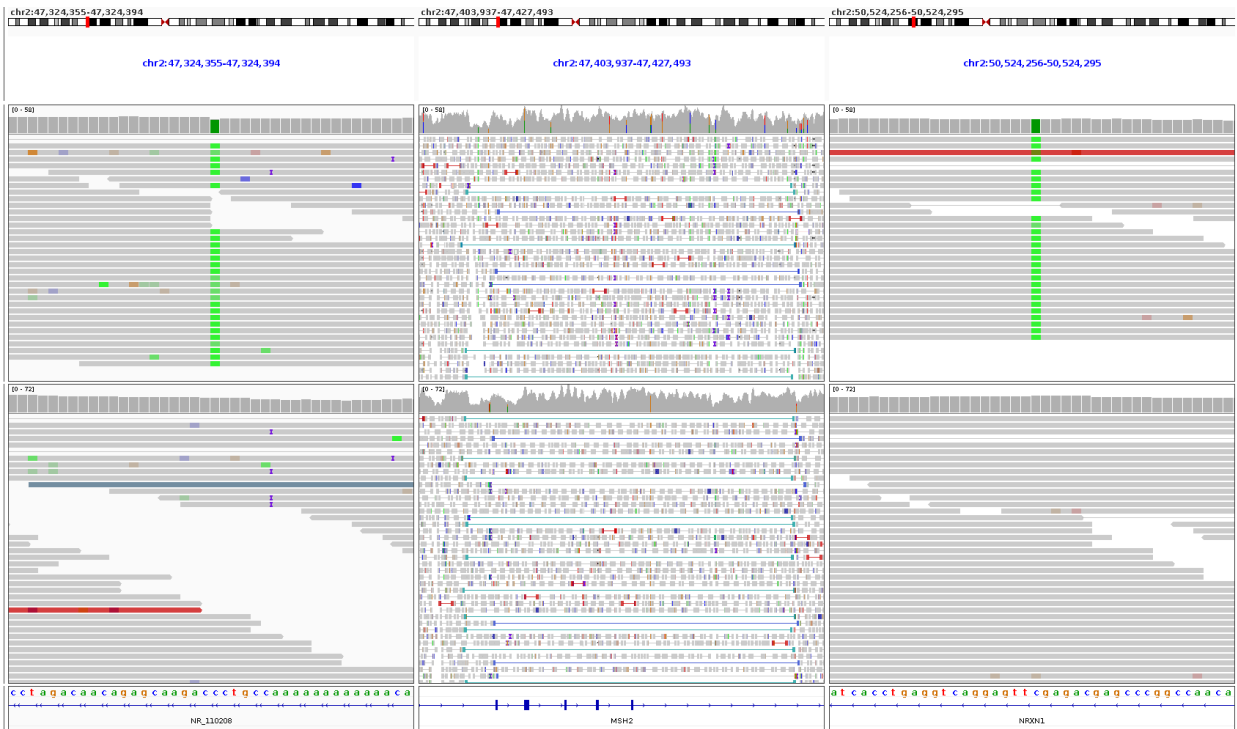 chr2:47,324,355-47,324,394
chr2:47,403,937-47,427,493
chr2:50,524,256-50,524,295
chr2:47,324,355-47,324,394
chr2:47,403,937-47,427,493
chr2:50,524,256-50,524,295
[0 - 58]
[0 - 58]
[0 - 58]
[0 - 72]
[0 - 72]
[0 - 72]
c c t a g a c a a c a g a g c a a g a c c c t g c c a a a a a a a a a a a a c a
a t c a c c t g a g g t c a g g a g t t c g a g a c g a g c c c g g c c a a c a
NR_110208
MSH2
NRXN1